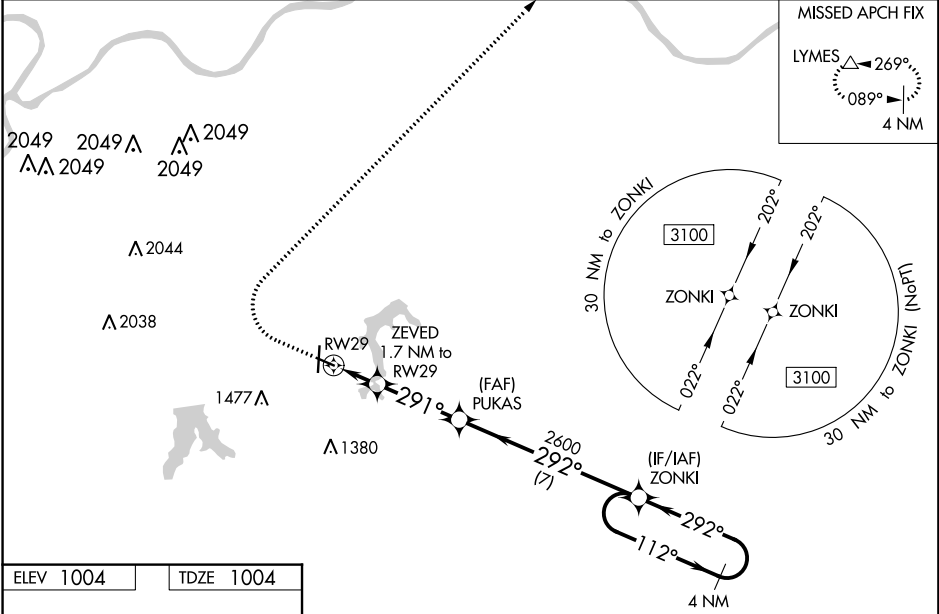 MISSED APCH FIX
LYMES
269°
089°
4 NM
2049
2049
2049
2049
2049
2044
2038
1477
1380
30 NM to ZONKI
3100
202°
ZONKI
022°
202°
ZONKI
022°
3100
30 NM to ZONKI (NoPT)
RW29
ZEVED
1.7 NM to
RW29
291°
(FAF)
PUKAS
2600
292°
(7)
(IF/IAF)
ZONKI
292°
112°
4 NM
ELEV 1004
TDZE 1004